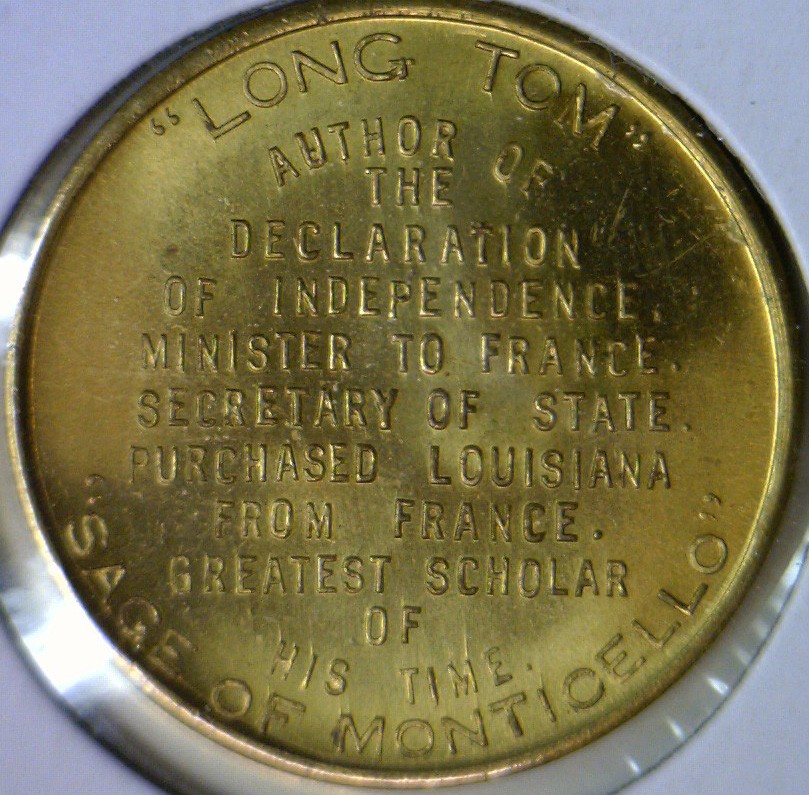 "LONG TOM"
AUTHOR OF
THE
DECLARATION
OF INDEPENDENCE.
MINISTER TO FRANCE.
SECRETARY OF STATE.
PURCHASED LOUISIANA
FROM FRANCE.
GREATEST SCHOLAR
OF
HIS TIME.
"SAGE OF MONTICELLO"